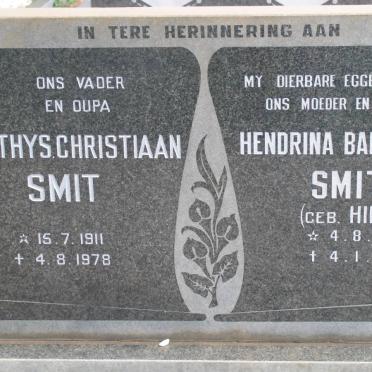 IN TERE HERINNERING AAN
ONS VADER
EN OUPA
THYS.CHRISTIAAN
SMIT
☆ 15.7.1911
✝ 4.8.1978
MY DIERBARE EGGE
ONS MOEDER EN
HENDRINA BA
SMIT
(GEB. HI
☆ 4.8.
✝ 4.1.